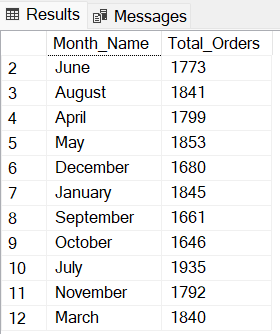 Results Messages
Month_Name Total_Orders
2 June 1773
3 August 1841
4 April 1799
5 May 1853
6 December 1680
7 January 1845
8 September 1661
9 October 1646
10 July 1935
11 November 1792
12 March 1840